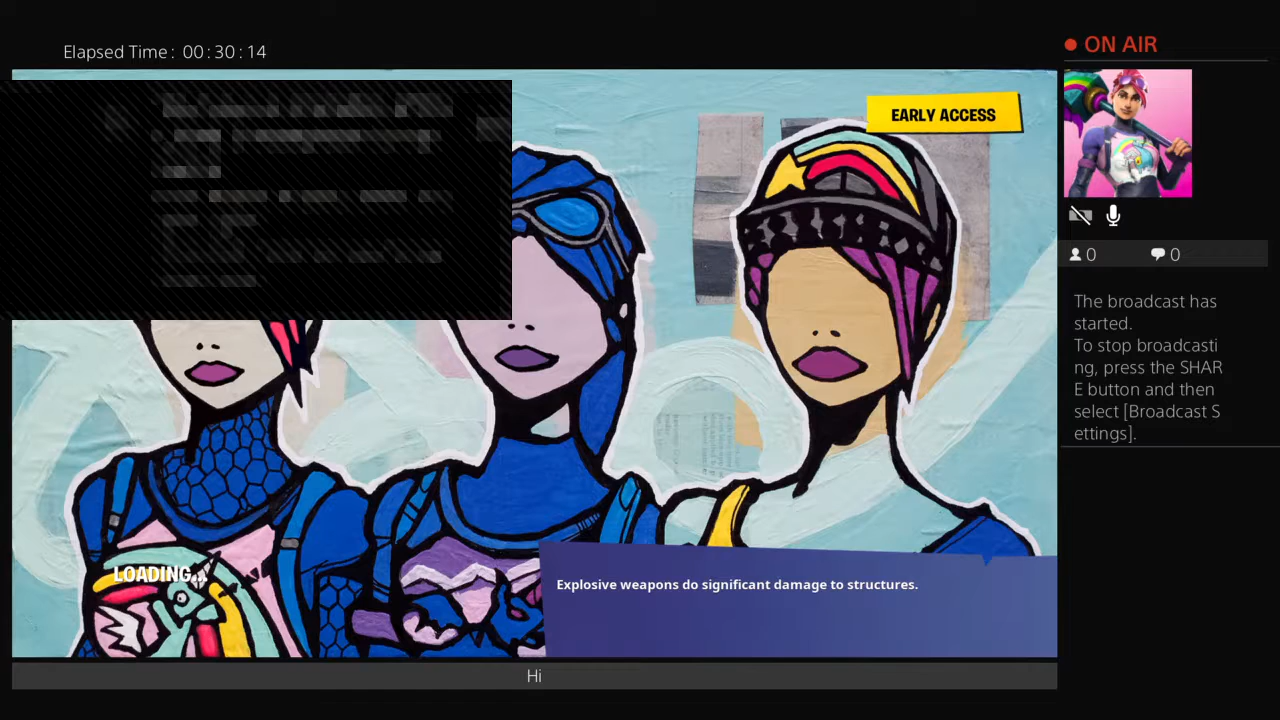 Elapsed Time: 00:30:14
ON AIR
EARLY ACCESS
0 0
The broadcast has
started.
To stop broadcasti
ng, press the SHAR
E button and then
select [Broadcast S
ettings].
LOADING...
Explosive weapons do significant damage to structures.
Hi